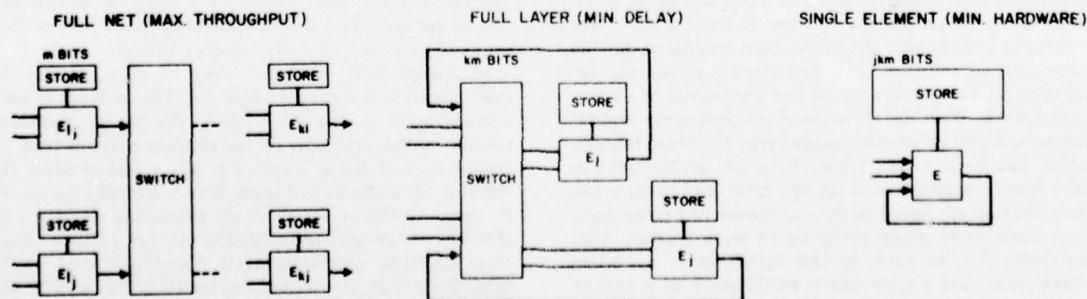 FULL NET (MAX. THROUGHPUT)
m BITS
STORE
STORE
E1j
Ekj
SWITCH
STORE
STORE
E1j
Ekj
FULL LAYER (MIN. DELAY)
km BITS
STORE
Ej
SWITCH
STORE
Ej
SINGLE ELEMENT (MIN. HARDWARE)
jkm BITS
STORE
E